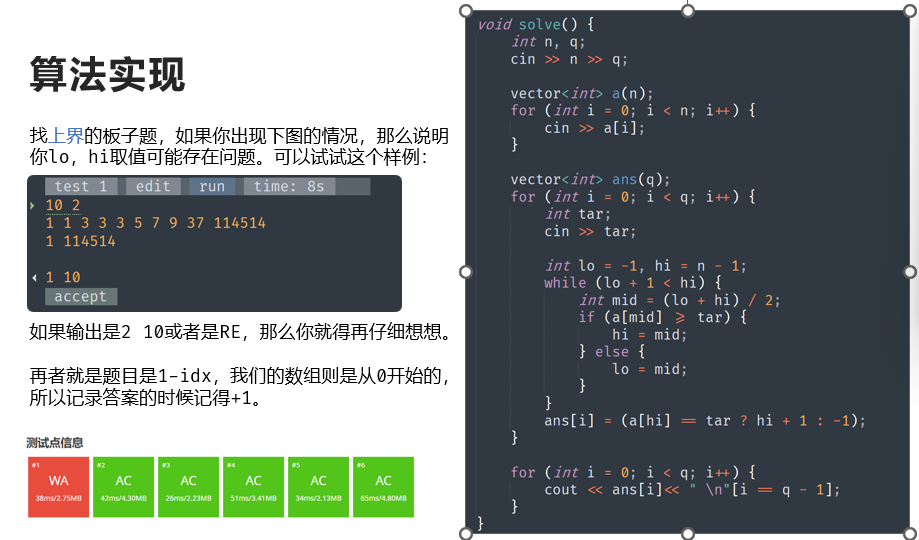 算法实现
找上界的板子题，如果你出现下图的情况，那么说明
你lo，hi取值可能存在问题。可以试试这个样例：
test 1 edit run time: 8s
10 2
1 1 3 3 3 5 7 9 37 114514
1 114514
1 10
accept
如果输出是2 10或者是RE，那么你就得再仔细想想。
再者就是题目是1-idx，我们的数组则是从0开始的，
所以记录答案的时候记得+1。
测试点信息
#1 #2 #3 #4 #5 #6
WA AC AC AC AC AC
38ms/2.75MB 42ms/4.30MB 26ms/2.23MB 51ms/3.41MB 34ms/2.13MB 65ms/4.80MB
void solve() {
int n, q;
cin >> n >> q;
vector<int> a(n);
for (int i = 0; i < n; i++) {
cin >> a[i];
}
vector<int> ans(q);
for (int i = 0; i < q; i++) {
int tar;
cin >> tar;
int lo = -1, hi = n - 1;
while (lo + 1 < hi) {
int mid = (lo + hi) / 2;
if (a[mid] >= tar) {
hi = mid;
} else {
lo = mid;
}
}
ans[i] = (a[hi] == tar ? hi + 1 : -1);
}
for (int i = 0; i < q; i++) {
cout << ans[i]<< " \n"[i == q - 1];
}
}